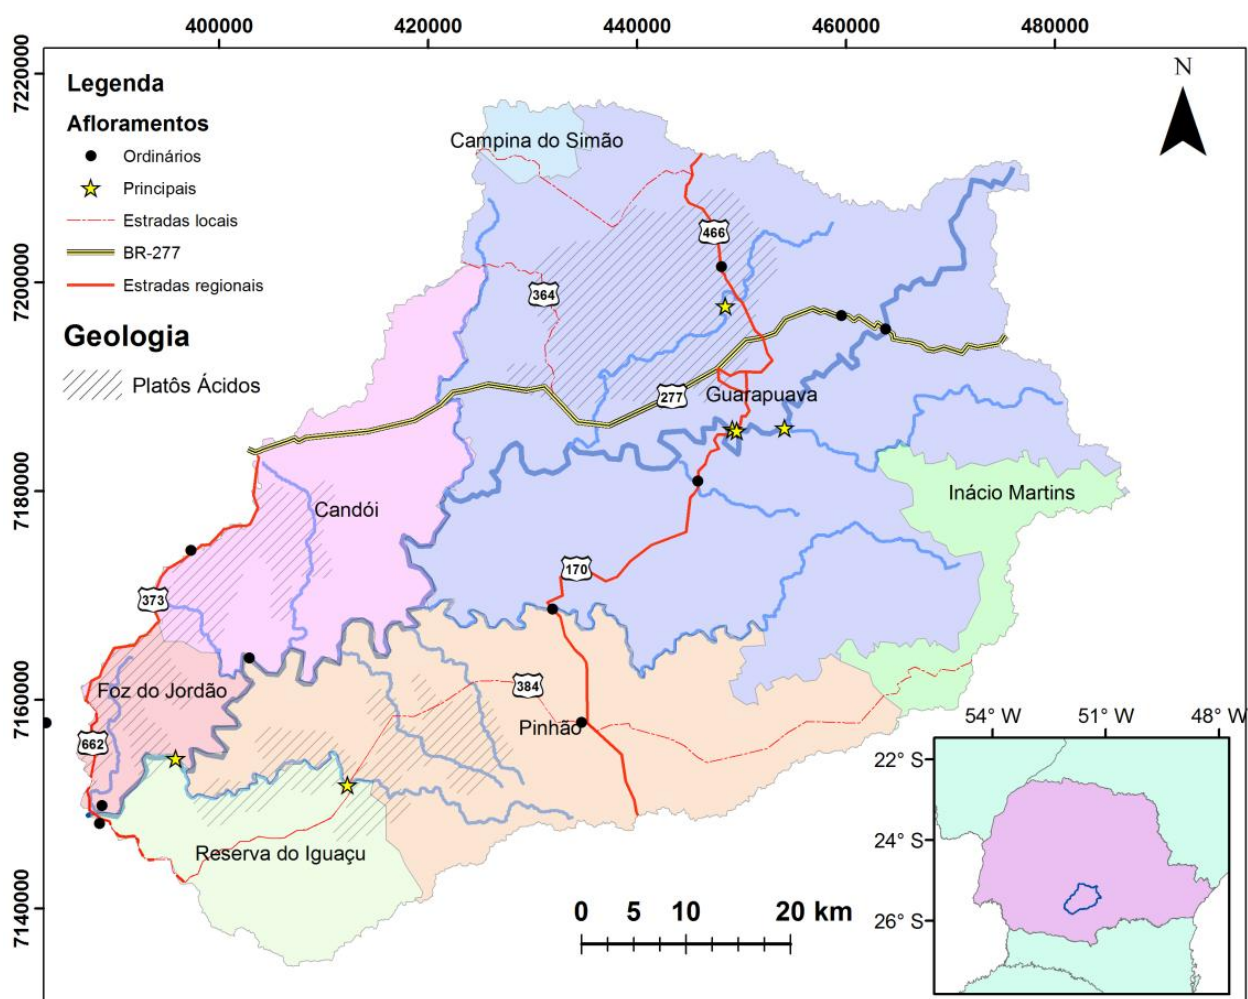 400000 420000 440000 460000 480000
7220000
7200000
7180000
7160000
7140000
Legenda
Afloramentos
Ordinários
Principais
Estradas locais
BR-277
Estradas regionais
Geologia
Platôs Ácidos
N
Campina do Simão
466
364
277
Guarapuava
Inácio Martins
Candói
170
373
Foz do Jordão
384
Pinhão
662
Reserva do Iguaçu
0 5 10 20 km
54° W 51° W 48° W
22° S
24° S
26° S